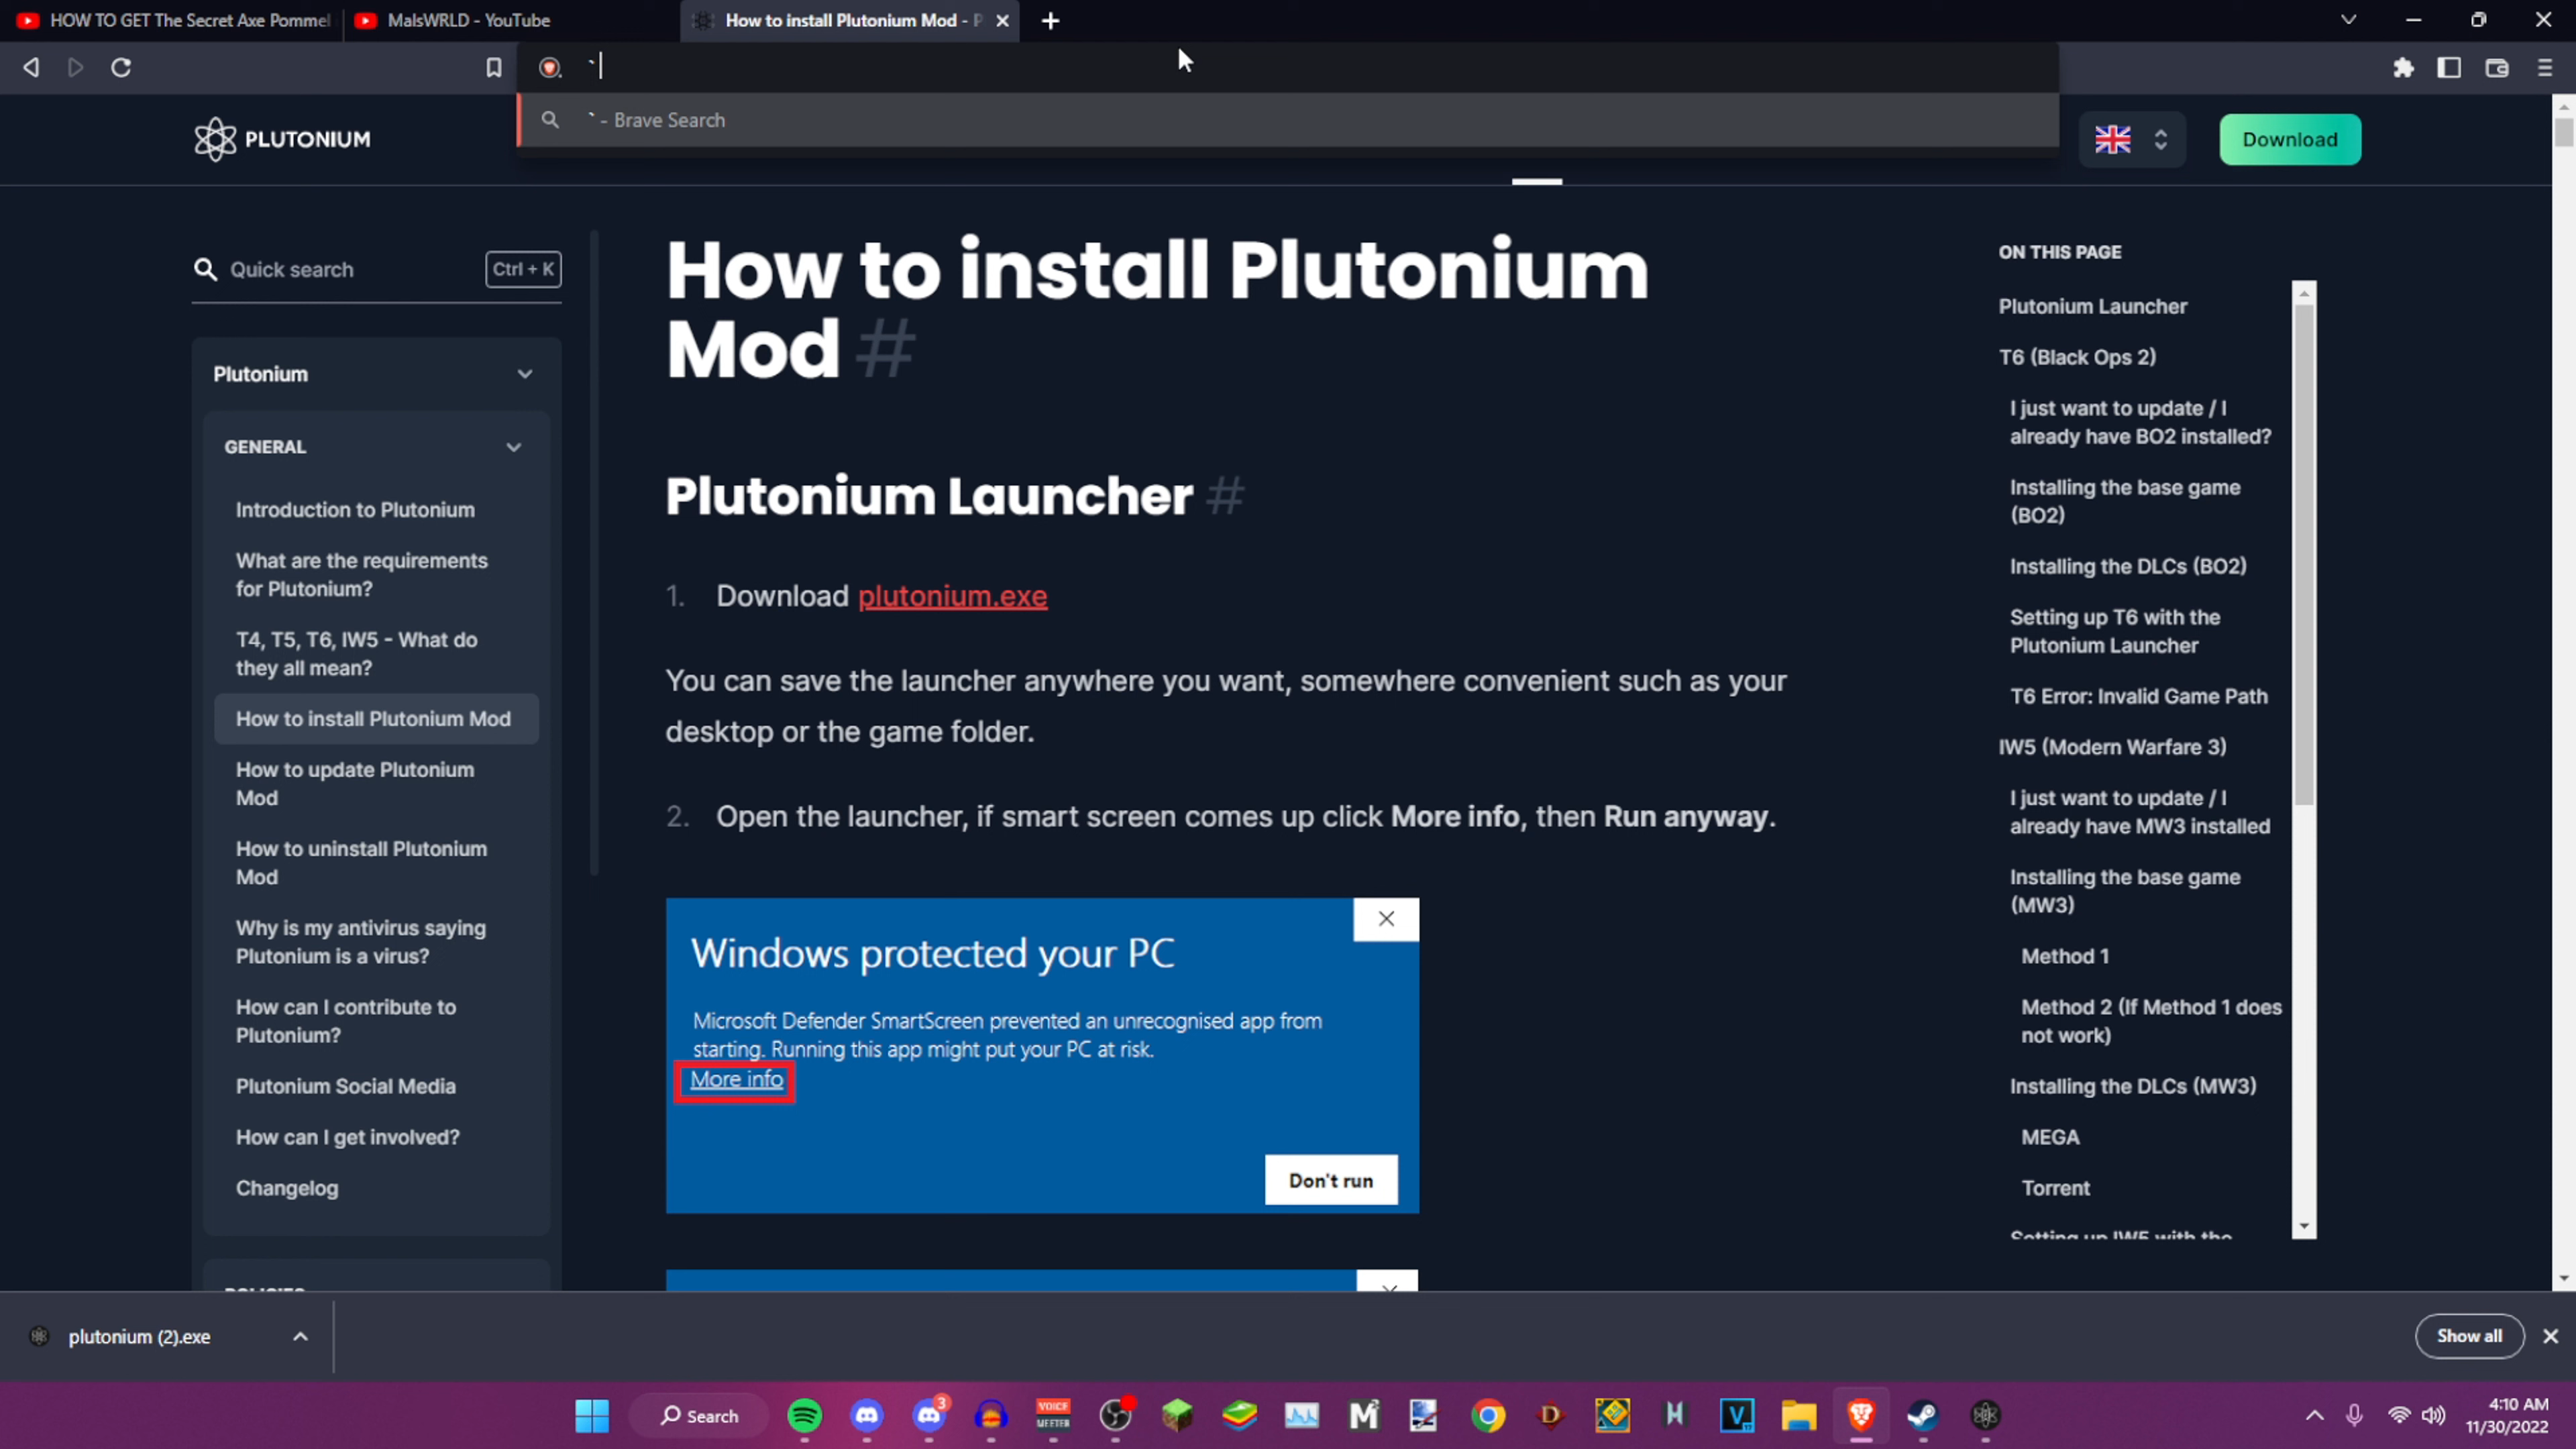 HOW TO GET The Secret Axe Pommel
MalsWRLD - YouTube
How to install Plutonium Mod - P
`
` - Brave Search
PLUTONIUM
Download
Quick search
Ctrl + K
Plutonium
GENERAL
Introduction to Plutonium
What are the requirements
for Plutonium?
T4, T5, T6, IW5 - What do
they all mean?
How to install Plutonium Mod
How to update Plutonium
Mod
How to uninstall Plutonium
Mod
Why is my antivirus saying
Plutonium is a virus?
How can I contribute to
Plutonium?
Plutonium Social Media
How can I get involved?
Changelog
How to install Plutonium
Mod #
Plutonium Launcher #
1. Download plutonium.exe
You can save the launcher anywhere you want, somewhere convenient such as your
desktop or the game folder.
2. Open the launcher, if smart screen comes up click More info, then Run anyway.
Windows protected your PC
Microsoft Defender SmartScreen prevented an unrecognised app from
starting. Running this app might put your PC at risk.
More info
Don't run
ON THIS PAGE
Plutonium Launcher
T6 (Black Ops 2)
I just want to update / I
already have BO2 installed?
Installing the base game
(BO2)
Installing the DLCs (BO2)
Setting up T6 with the
Plutonium Launcher
T6 Error: Invalid Game Path
IW5 (Modern Warfare 3)
I just want to update / I
already have MW3 installed
Installing the base game
(MW3)
Method 1
Method 2 (If Method 1 does
not work)
Installing the DLCs (MW3)
MEGA
Torrent
Setting up IW5 with the
POLICIES
plutonium (2).exe
Show all
Search
3
VOICE
MEETER
4:10 AM
11/30/2022